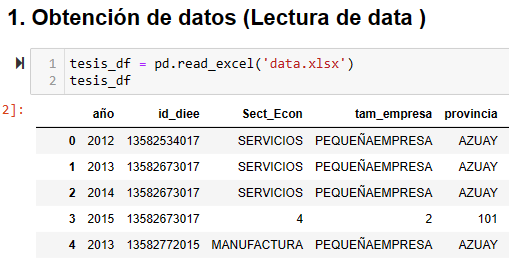 1. Obtención de datos (Lectura de data )
1 tesis_df = pd.read_excel('data.xlsx')
2 tesis_df
2]:
año id_diee Sect_Econ tam_empresa provincia
0 2012 13582534017 SERVICIOS PEQUEÑAEMPRESA AZUAY
1 2013 13582673017 SERVICIOS PEQUEÑAEMPRESA AZUAY
2 2014 13582673017 SERVICIOS PEQUEÑAEMPRESA AZUAY
3 2015 13582673017 4 2 101
4 2013 13582772015 MANUFACTURA PEQUEÑAEMPRESA AZUAY